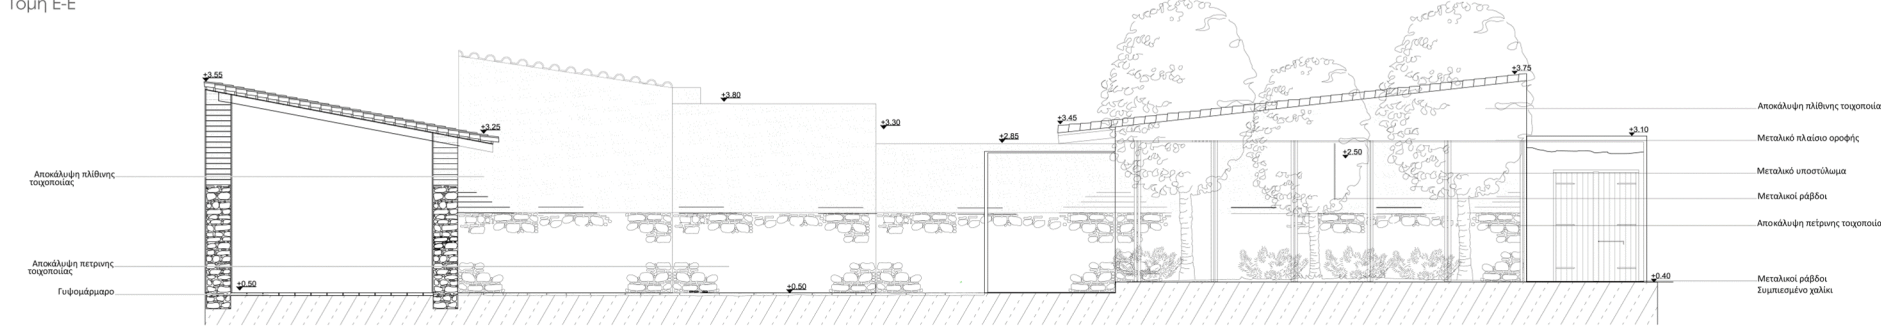 Τομή Ε-Ε
+3.55
+3.25
+3.80
+3.30
+2.85
+3.45
+3.75
+2.50
+3.10
Αποκάλυψη πλίθινης
τοιχοποιίας
Αποκάλυψη πετρινης
τοιχοποιίας
Γυψομάρμαρο
+0.50
+0.50
+0.40
Αποκάλυψη πλίθινης τοιχοποιία
Μεταλικό πλαίσιο οροφής
Μεταλικό υποστύλωμα
Μεταλικοί ράβδοι
Αποκάλυψη πετρινης τοιχοποιία
Μεταλικοί ράβδοι
Συμπιεσμένο χαλίκι